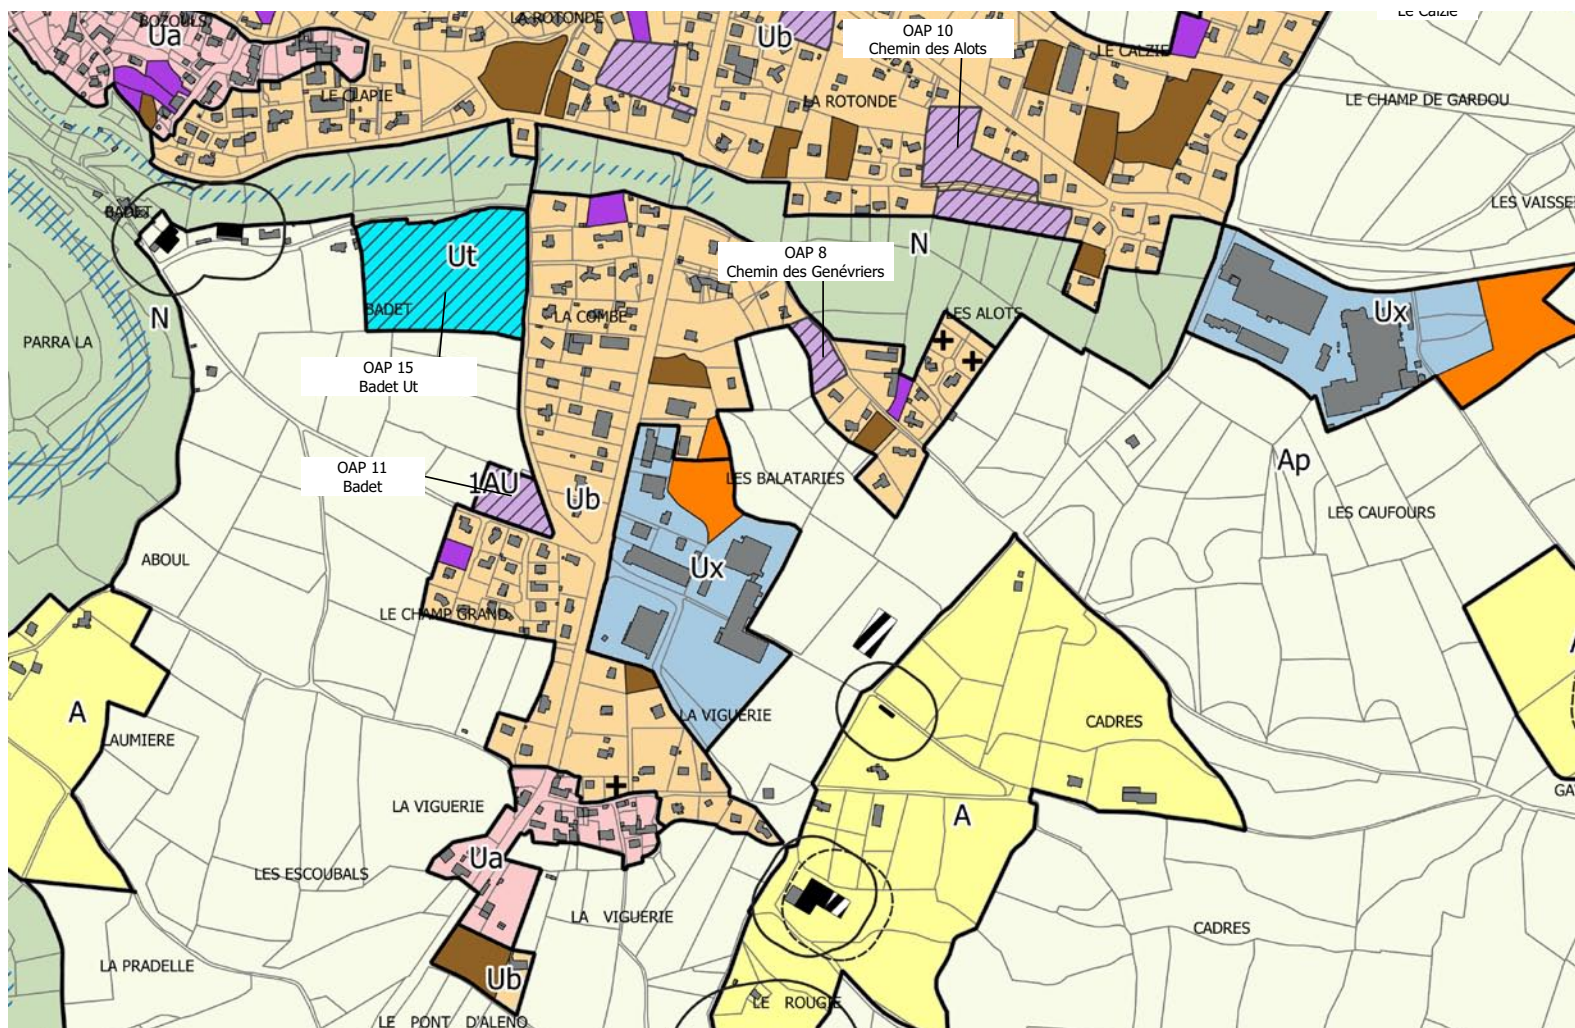 BOZOULS
Ua
LA ROTONDE
Ub
OAP 10
Chemin des Alots
Le Calzie
LE CALZIE
LE CLAPIE
LA ROTONDE
LE CHAMP DE GARDOU
BADET
LES VAISSE
Ut
OAP 8
Chemin des Genévriers
N
N
BADET
LA COMBE
LES ALOTS
Ux
PARRA LA
OAP 15
Badet Ut
OAP 11
Badet
1AU
Ub
LES BALATARIES
Ap
LES CAUFOURS
ABOUL
Ux
LE CHAMP GRAND
A
LAUMIERE
LA VIGUERIE
CADRES
LA VIGUERIE
A
GA
Ua
LES ESCOUBALS
LA VIGUERIE
CADRES
LA PRADELLE
Ub
LE ROUGIE
LE PONT D'ALENO